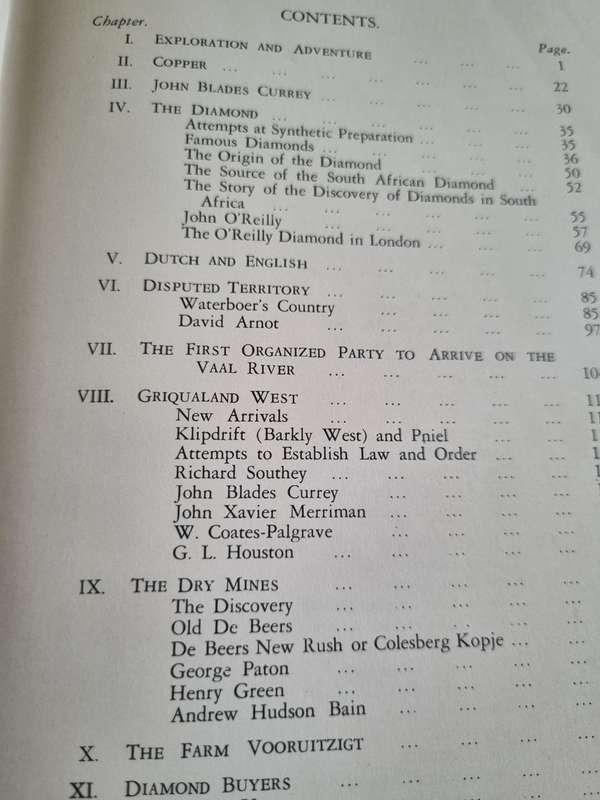 CONTENTS.
Chapter. Page.
I. EXPLORATION AND ADVENTURE ... ... ... 1
II. COPPER ... ... ... ... ... ... 22
III. JOHN BLADES CURREY ... ... ... ... ... 30
IV. THE DIAMOND ... ... ... ... ... 35
Attempts at Synthetic Preparation ... ... ... 35
Famous Diamonds ... ... ... ... 36
The Origin of the Diamond ... ... ... 50
The Source of the South African Diamond ... 52
The Story of the Discovery of Diamonds in South
Africa ... ... ... ... ... 55
John O'Reilly ... ... ... ... ... 57
The O'Reilly Diamond in London ... ... ... 69
V. DUTCH AND ENGLISH ... ... ... ... ... 74
VI. DISPUTED TERRITORY ... ... ... ... ... 85
Waterboer's Country ... ... ... ... 85
David Arnot ... ... ... ... ... 97
VII. THE FIRST ORGANIZED PARTY TO ARRIVE ON THE
VAAL RIVER ... ... ... ... ... 10
VIII. GRIQUALAND WEST ... ... ... ... ... 11
New Arrivals ... ... ... ... ... 11
Klipdrift (Barkly West) and Pniel ... ... 1
Attempts to Establish Law and Order ... ... 1
Richard Southey ... ... ... ... ...
John Blades Currey ... ... ... ...
John Xavier Merriman ... ... ... ...
W. Coates-Palgrave ... ... ... ...
G. L. Houston ... ... ... ... ...
IX. THE DRY MINES ... ... ... ... ...
The Discovery ... ... ... ... ...
Old De Beers ... ... ... ... ...
De Beers New Rush or Colesberg Kopje ... ...
George Paton ... ... ... ... ...
Henry Green ... ... ... ... ...
Andrew Hudson Bain ... ... ... ...
X. THE FARM VOORUITZIGT ... ... ... ...
XI. DIAMOND BUYERS ... ... ... ... ...